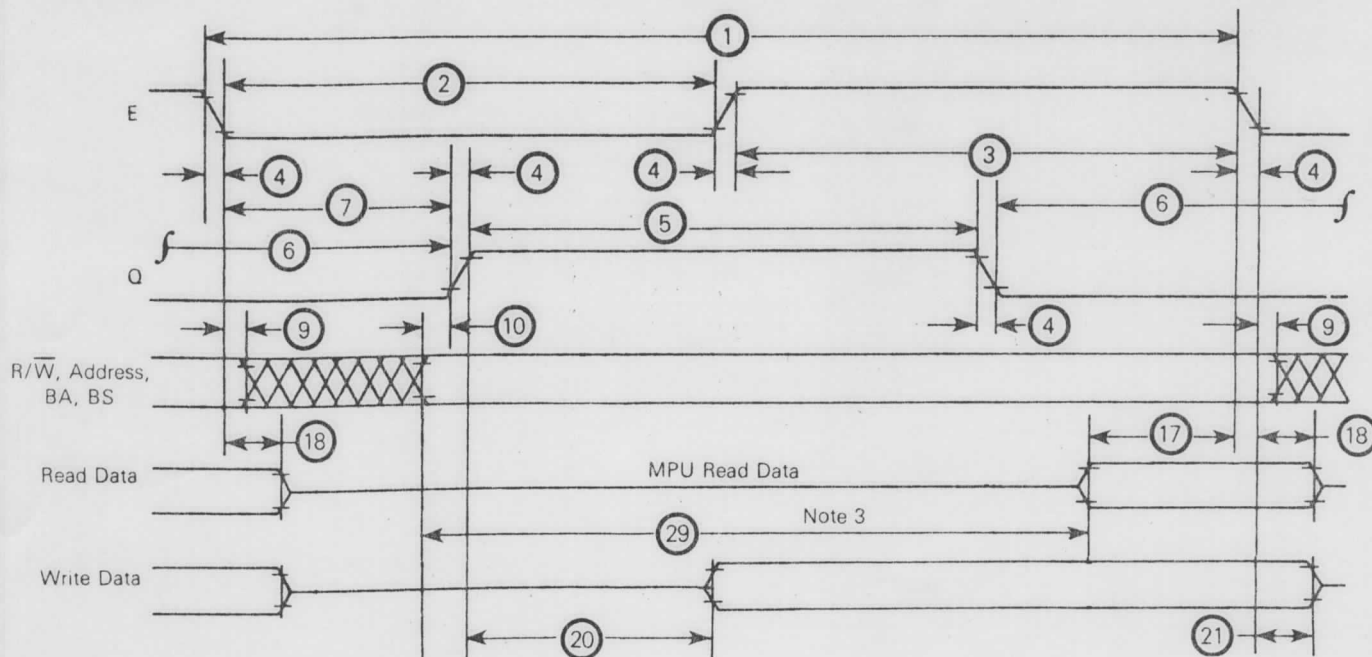 1
2
E
3
4 4 4 4
7 6
5
6
Q
9 10 4 9
R/W̅, Address,
BA, BS
18 17 18
Read Data MPU Read Data
Note 3
29
Write Data
20 21